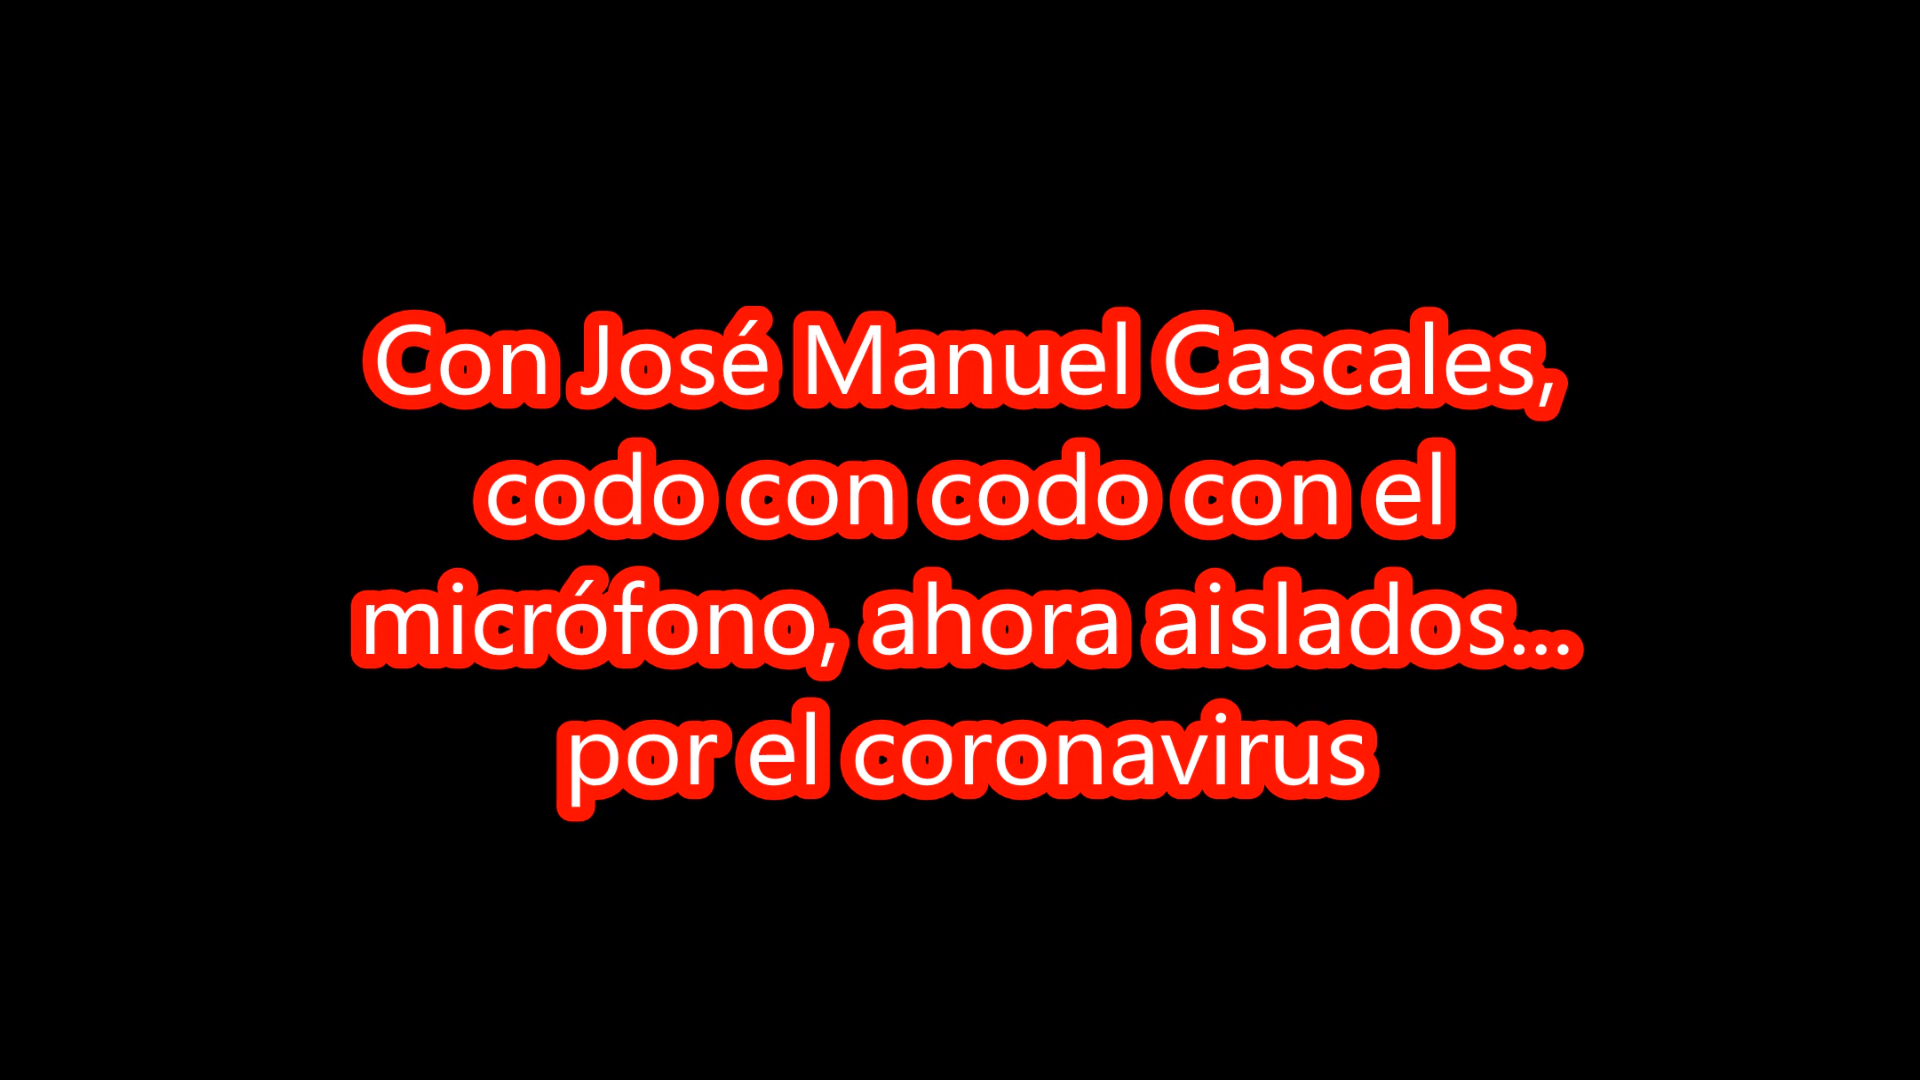 Con José Manuel Cascales,
codo con codo con el
micrófono, ahora aislados...
por el coronavirus